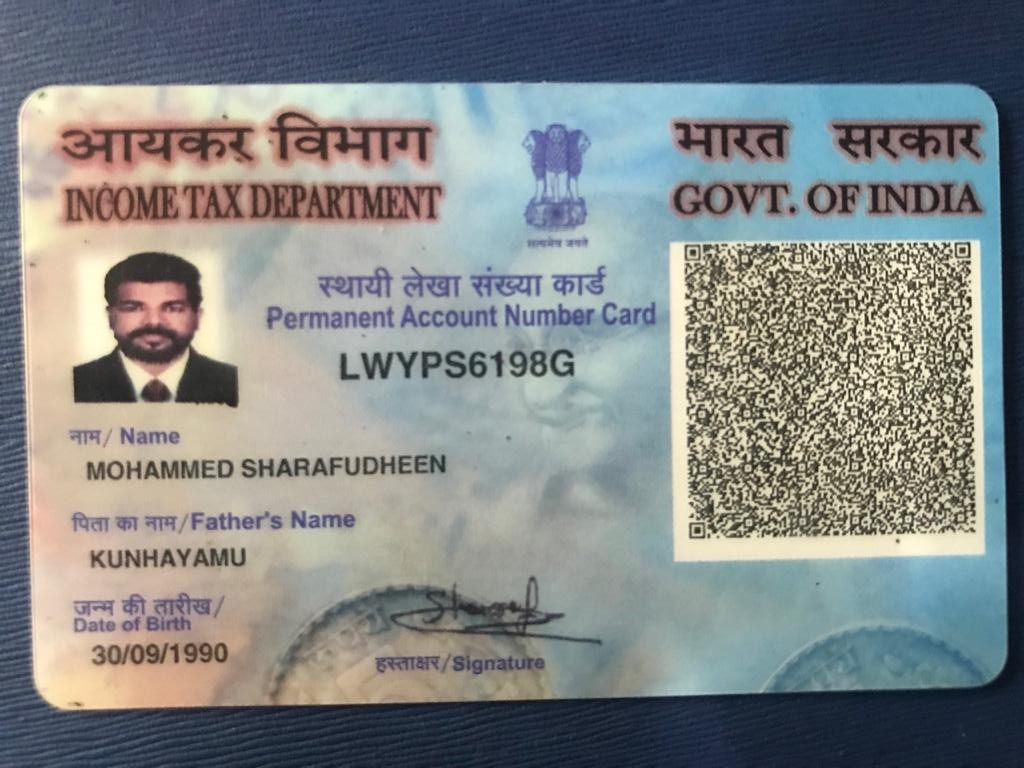 आयकर विभाग
INCOME TAX DEPARTMENT
सत्यमेव जयते
भारत सरकार
GOVT. OF INDIA
स्थायी लेखा संख्या कार्ड
Permanent Account Number Card
LWYPS6198G
नाम/ Name
MOHAMMED SHARAFUDHEEN
पिता का नाम/Father's Name
KUNHAYAMU
जन्म की तारीख/
Date of Birth
30/09/1990
हस्ताक्षर/Signature